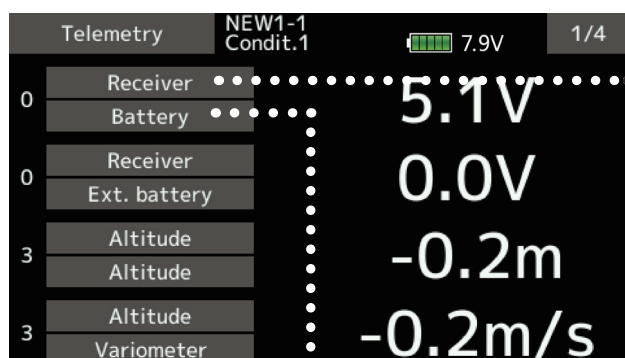 Telemetry NEW1-1 Condit.1 7.9V 1/4
0 Receiver Battery 5.1V
0 Receiver Ext. battery 0.0V
3 Altitude Altitude -0.2m
3 Altitude Variometer -0.2m/s